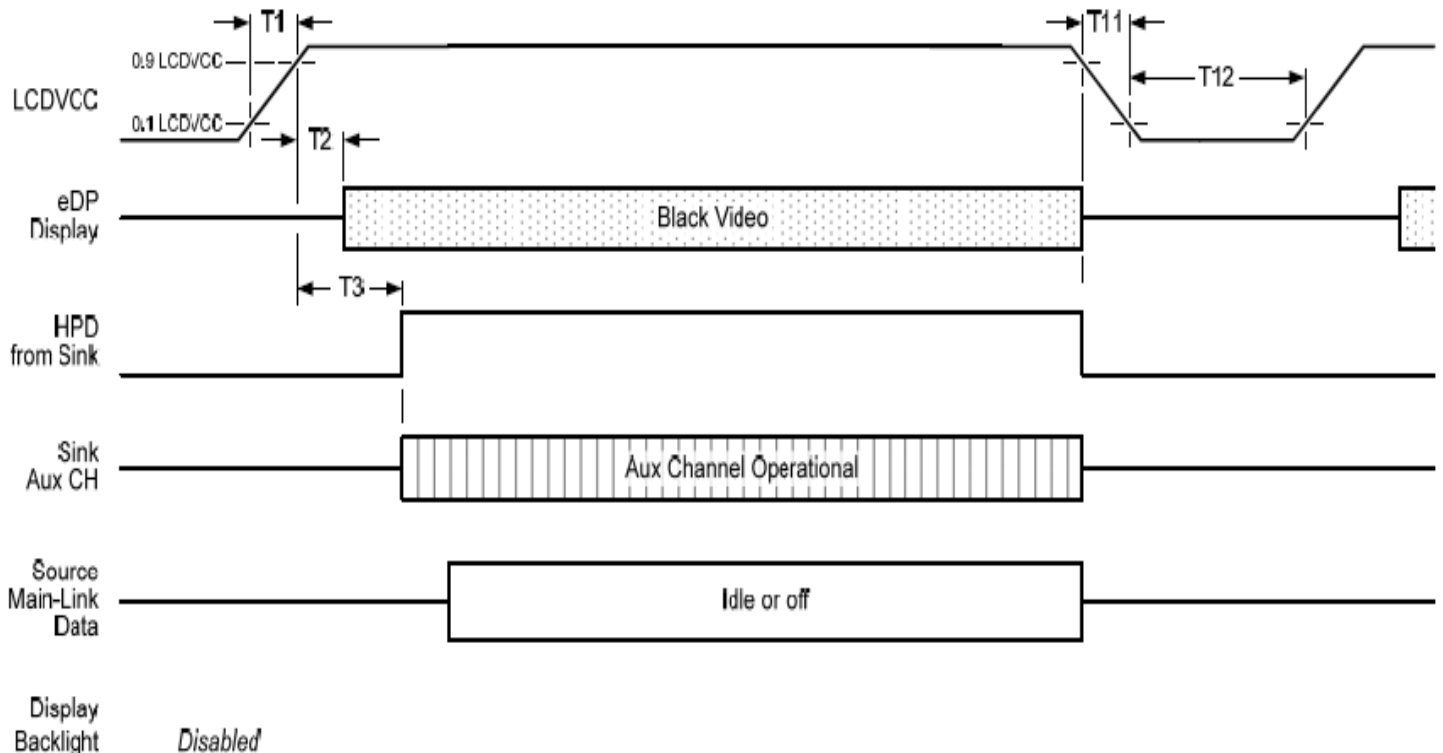 T1
T11
0.9 LCDVCC
LCDVCC
T12
0.1 LCDVCC
T2
eDP
Display
Black Video
T3
HPD
from Sink
Sink
Aux CH
Aux Channel Operational
Source
Main-Link
Data
Idle or off
Display
Backlight
Disabled